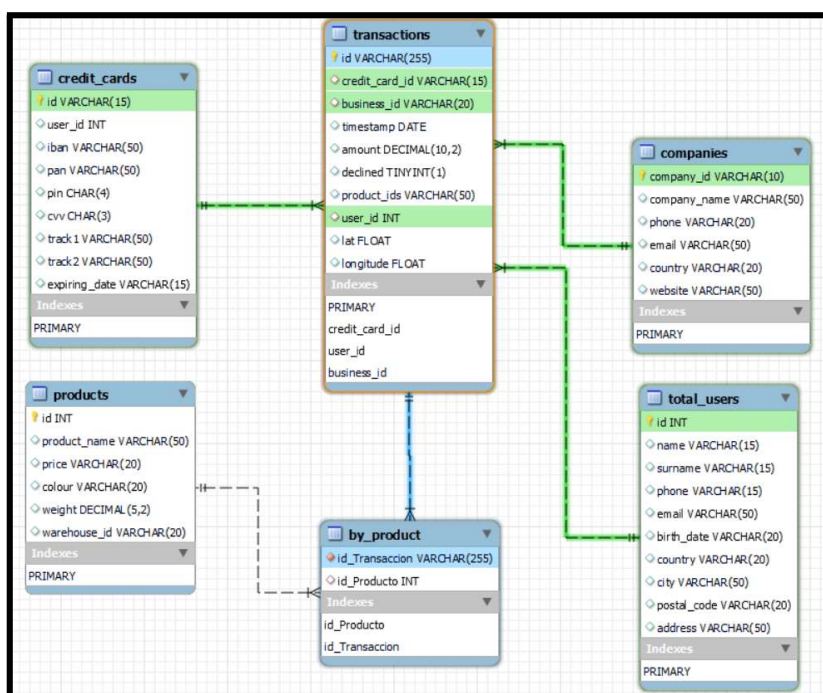 transactions
id VARCHAR(255)
credit_card_id VARCHAR(15)
business_id VARCHAR(20)
timestamp DATE
amount DECIMAL(10,2)
declined TINYINT(1)
product_ids VARCHAR(50)
user_id INT
lat FLOAT
longitude FLOAT
Indexes
PRIMARY
credit_card_id
user_id
business_id
credit_cards
id VARCHAR(15)
user_id INT
iban VARCHAR(50)
pan VARCHAR(50)
pin CHAR(4)
cvv CHAR(3)
track1 VARCHAR(50)
track2 VARCHAR(50)
expiring_date VARCHAR(15)
Indexes
PRIMARY
companies
company_id VARCHAR(10)
company_name VARCHAR(50)
phone VARCHAR(20)
email VARCHAR(50)
country VARCHAR(20)
website VARCHAR(50)
Indexes
PRIMARY
products
id INT
product_name VARCHAR(50)
price VARCHAR(20)
colour VARCHAR(20)
weight DECIMAL(5,2)
warehouse_id VARCHAR(20)
Indexes
PRIMARY
by_product
id_Transaccion VARCHAR(255)
id_Producto INT
Indexes
id_Producto
id_Transaccion
total_users
id INT
name VARCHAR(15)
surname VARCHAR(15)
phone VARCHAR(15)
email VARCHAR(50)
birth_date VARCHAR(20)
country VARCHAR(20)
city VARCHAR(50)
postal_code VARCHAR(20)
address VARCHAR(50)
Indexes
PRIMARY